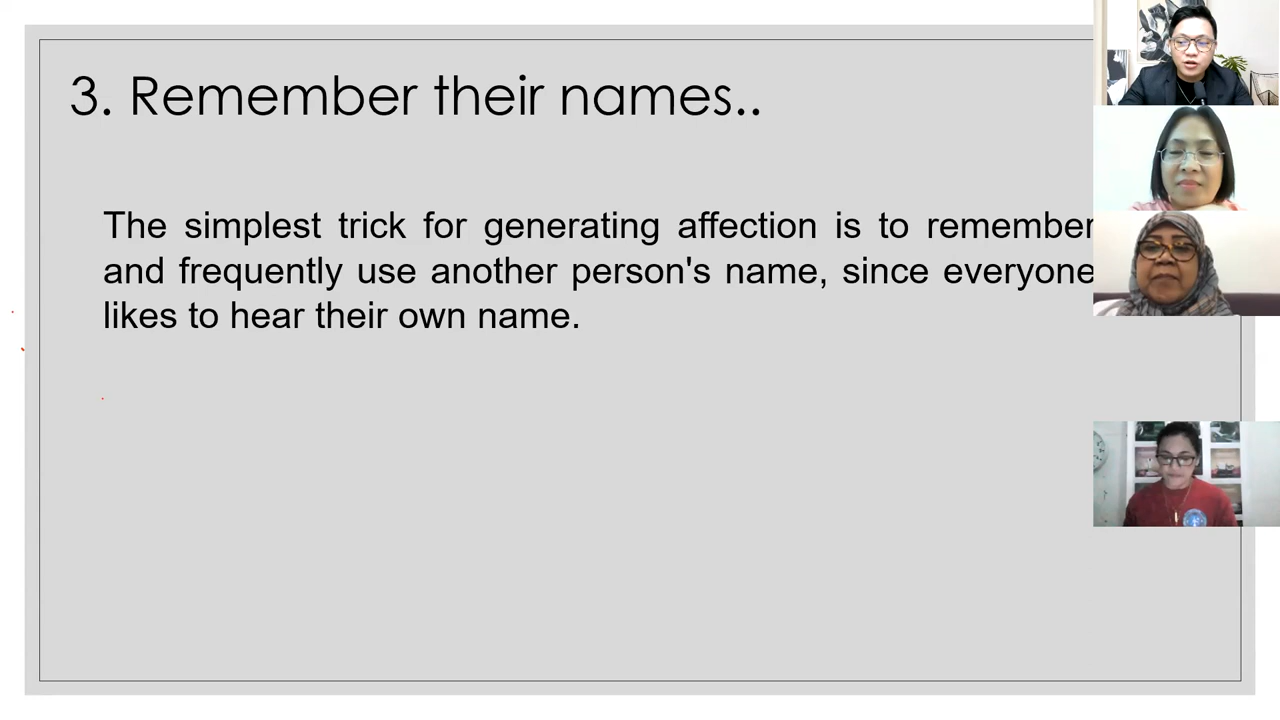 3. Remember their names..
The simplest trick for generating affection is to remember
and frequently use another person's name, since everyone
likes to hear their own name.